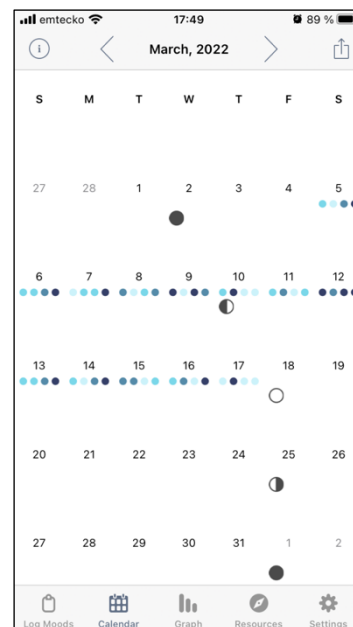 emtecko 17:49 89 %
March, 2022
S M T W T F S
27 28 1 2 3 4 5
6 7 8 9 10 11 12
13 14 15 16 17 18 19
20 21 22 23 24 25 26
27 28 29 30 31 1 2
Log Moods Calendar Graph Resources Settings